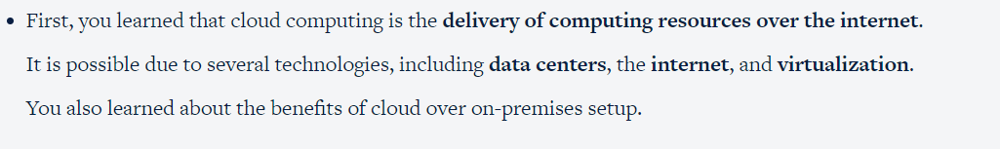 • First, you learned that cloud computing is the delivery of computing resources over the internet.
It is possible due to several technologies, including data centers, the internet, and virtualization.
You also learned about the benefits of cloud over on-premises setup.